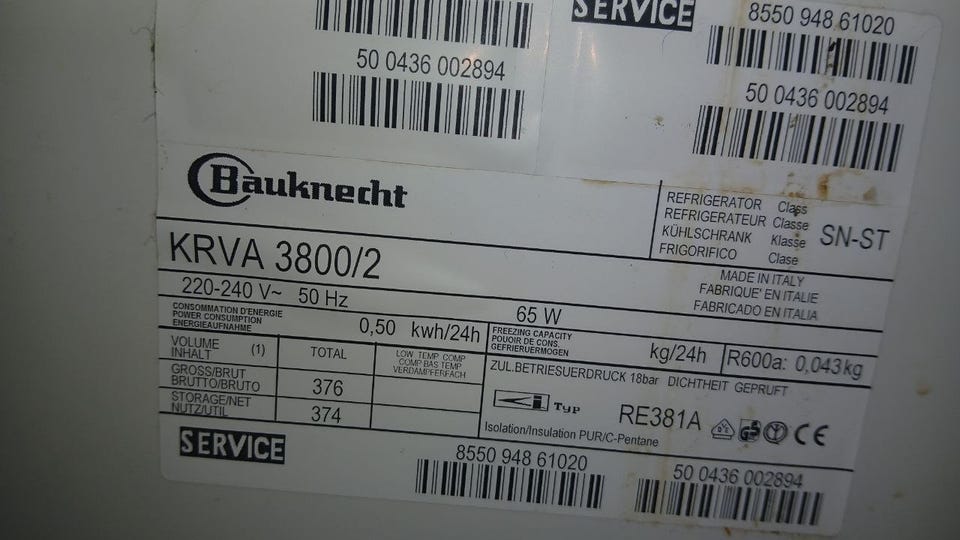 50 0436 002894
SERVICE
8550 948 61020
50 0436 002894
Bauknecht
REFRIGERATOR Class
REFRIGERATEUR Classe
KÜHLSCHRANK Klasse
FRIGORIFICO Clase
SN-ST
KRVA 3800/2
MADE IN ITALY
FABRIQUE' EN ITALIE
FABRICADO EN ITALIA
220-240 V~ 50 Hz
65 W
CONSOMMATION D'ENERGIE
POWER CONSUMPTION
ENERGIEAUFNAHME
0,50 kwh/24h
FREEZING CAPACITY
POUOIR DE CONS.
GEFRIERUERMOGEN
kg/24h
R600a: 0,043kg
VOLUME
INHALT (1)
TOTAL
LOW TEMP COMP
COMP BAS TEMP
VERDAMPFERFACH
ZUL.BETRIESUERDRUCK 18bar DICHTHEIT GEPRUFT
GROSS/BRUT
BRUTTO/BRUTO
376
STORAGE/NET
NUTZ/UTIL
374
Typ
RE381A
CE
Isolation/Insulation PUR/C-Pentane
SERVICE
8550 948 61020
50 0436 002894